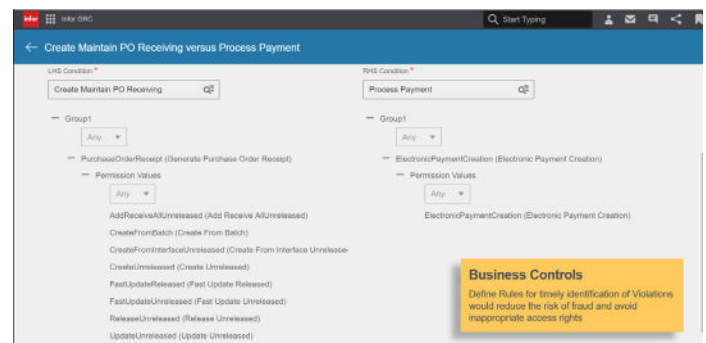 infor
Infor GRC
Start Typing
Create Maintain PO Receiving versus Process Payment
LHS Condition *
RHS Condition *
Create Maintain PO Receiving
Process Payment
Group1
Group1
Any
Any
PurchaseOrderReceipt (Generate Purchase Order Receipt)
ElectronicPaymentCreation (Electronic Payment Creation)
Permission Values
Permission Values
Any
Any
AddReceiveAllUnreleased (Add Receive AllUnreleased)
ElectronicPaymentCreation (Electronic Payment Creation)
CreateFromBatch (Create From Batch)
CreateFromInterfaceUnreleased (Create From Interface Unrelease
CreateUnreleased (Create Unreleased)
FastUpdateReleased (Fast Update Released)
FastUpdateUnreleased (Fast Update Unreleased)
ReleaseUnreleased (Release Unreleased)
UpdateUnreleased (Update Unreleased)
Business Controls
Define Rules for timely identification of Violations
would reduce the risk of fraud and avoid
inappropriate access rights